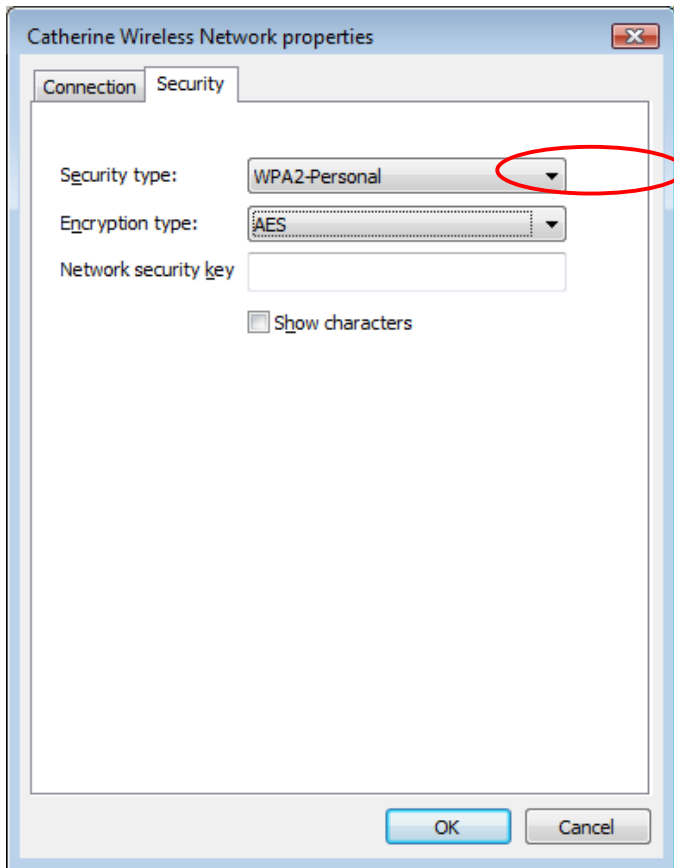 Catherine Wireless Network properties
Connection Security
Security type: WPA2-Personal
Encryption type: AES
Network security key
Show characters
OK Cancel